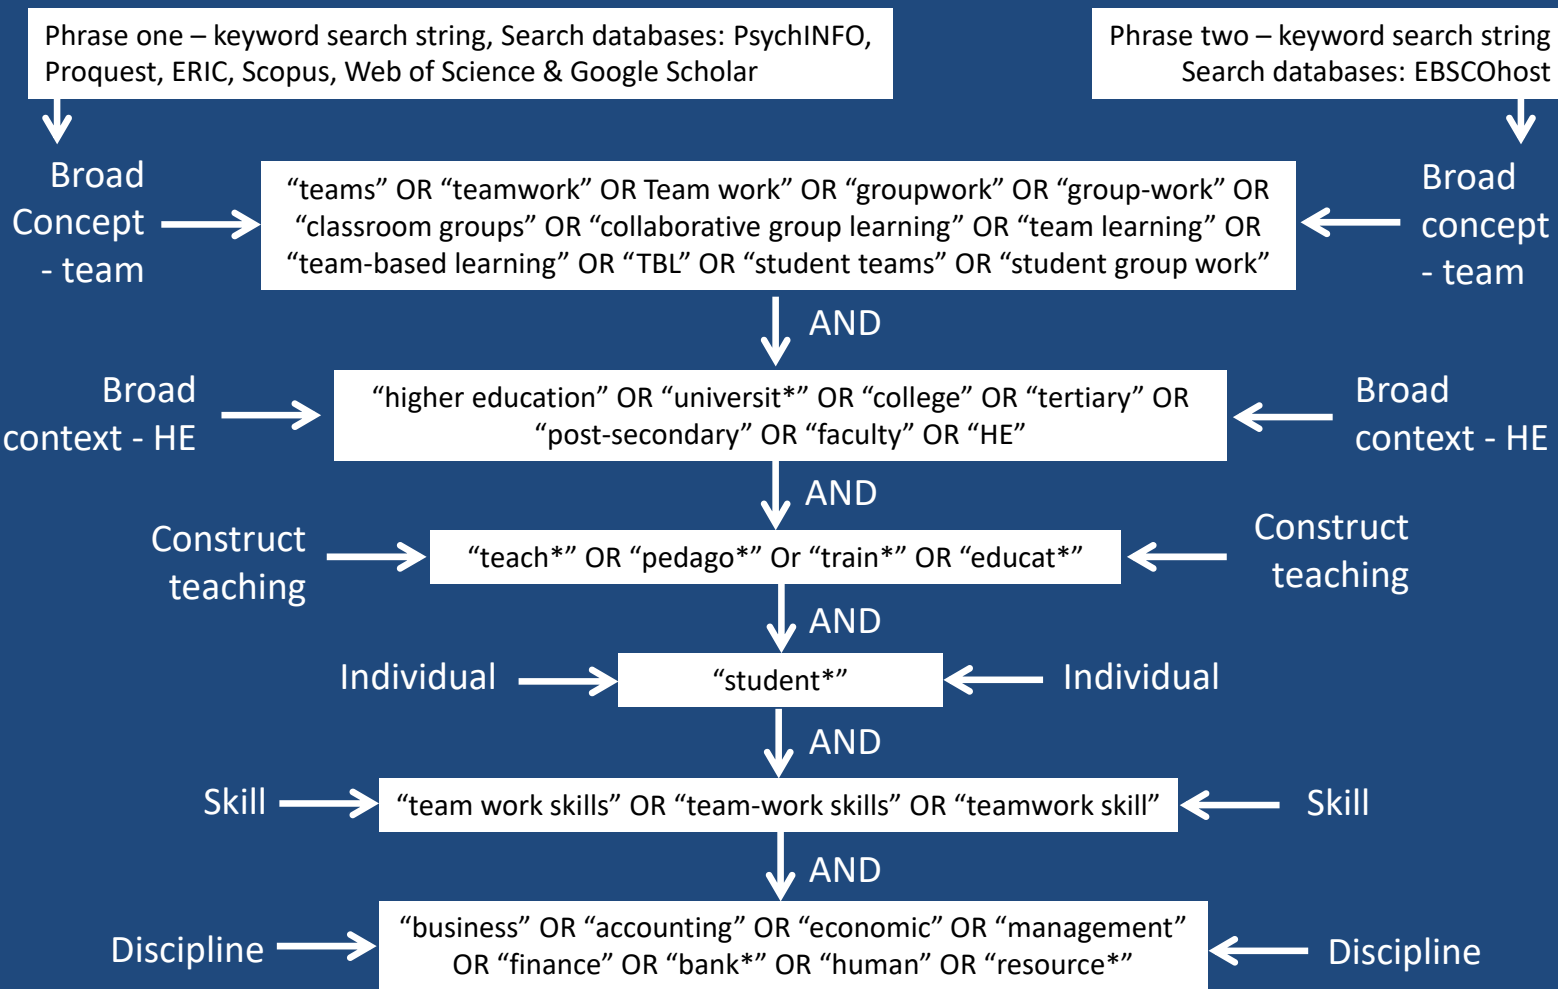 Phrase one – keyword search string, Search databases: PsychINFO,
Proquest, ERIC, Scopus, Web of Science & Google Scholar
Phrase two – keyword search string
Search databases: EBSCOhost
Broad
Concept
- team
“teams” OR “teamwork” OR Team work” OR “groupwork” OR “group-work” OR
“classroom groups” OR “collaborative group learning” OR “team learning” OR
“team-based learning” OR “TBL” OR “student teams” OR “student group work”
Broad
concept
- team
AND
Broad
context - HE
“higher education” OR “universit*” OR “college” OR “tertiary” OR
“post-secondary” OR “faculty” OR “HE”
Broad
context - HE
AND
Construct
teaching
“teach*” OR “pedago*” Or “train*” OR “educat*”
Construct
teaching
AND
Individual
“student*”
Individual
AND
Skill
“team work skills” OR “team-work skills” OR “teamwork skill”
Skill
AND
Discipline
“business” OR “accounting” OR “economic” OR “management”
OR “finance” OR “bank*” OR “human” OR “resource*”
Discipline